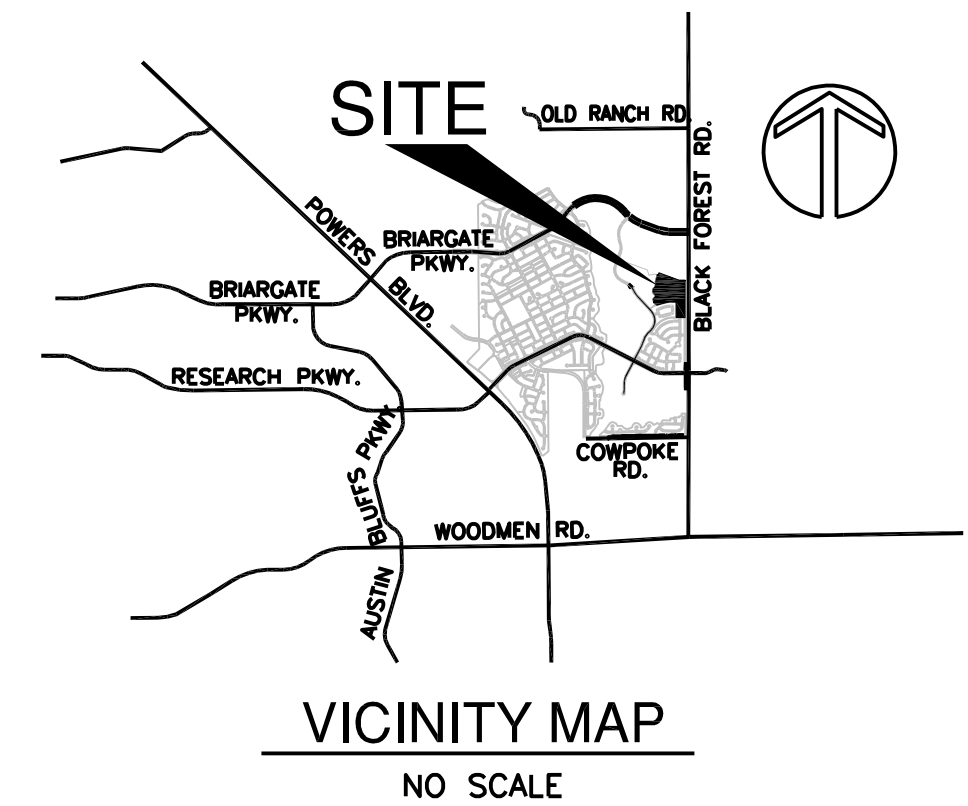 SITE
OLD RANCH RD.
BLACK FOREST RD.
POWERS BLVD.
BRIARGATE
PKWY.
BRIARGATE
PKWY.
RESEARCH PKWY.
COWPOKE
RD.
AUSTIN BLUFFS PKWY.
WOODMEN RD.
VICINITY MAP
NO SCALE